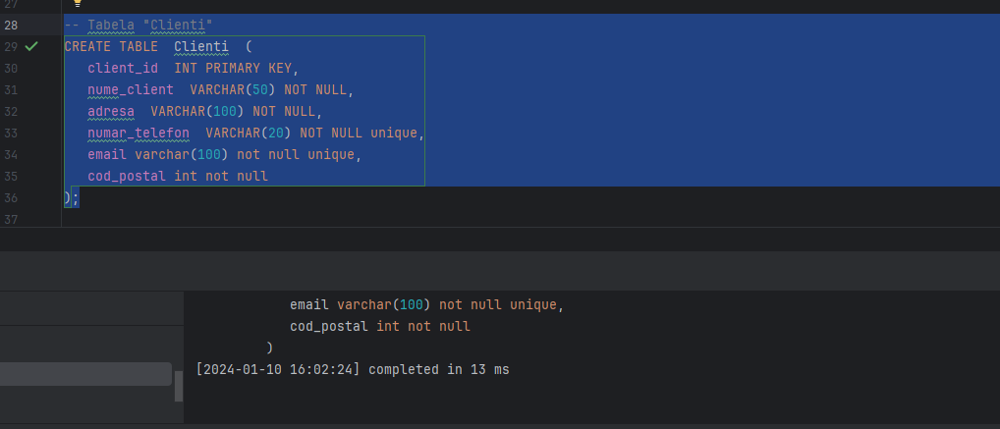 27
28 -- Tabela "Clienti"
29 CREATE TABLE  Clienti  (
30    client_id  INT PRIMARY KEY,
31    nume_client  VARCHAR(50) NOT NULL,
32    adresa  VARCHAR(100) NOT NULL,
33    numar_telefon  VARCHAR(20) NOT NULL unique,
34    email varchar(100) not null unique,
35    cod_postal int not null
36 );
37
email varchar(100) not null unique,
cod_postal int not null
)
[2024-01-10 16:02:24] completed in 13 ms